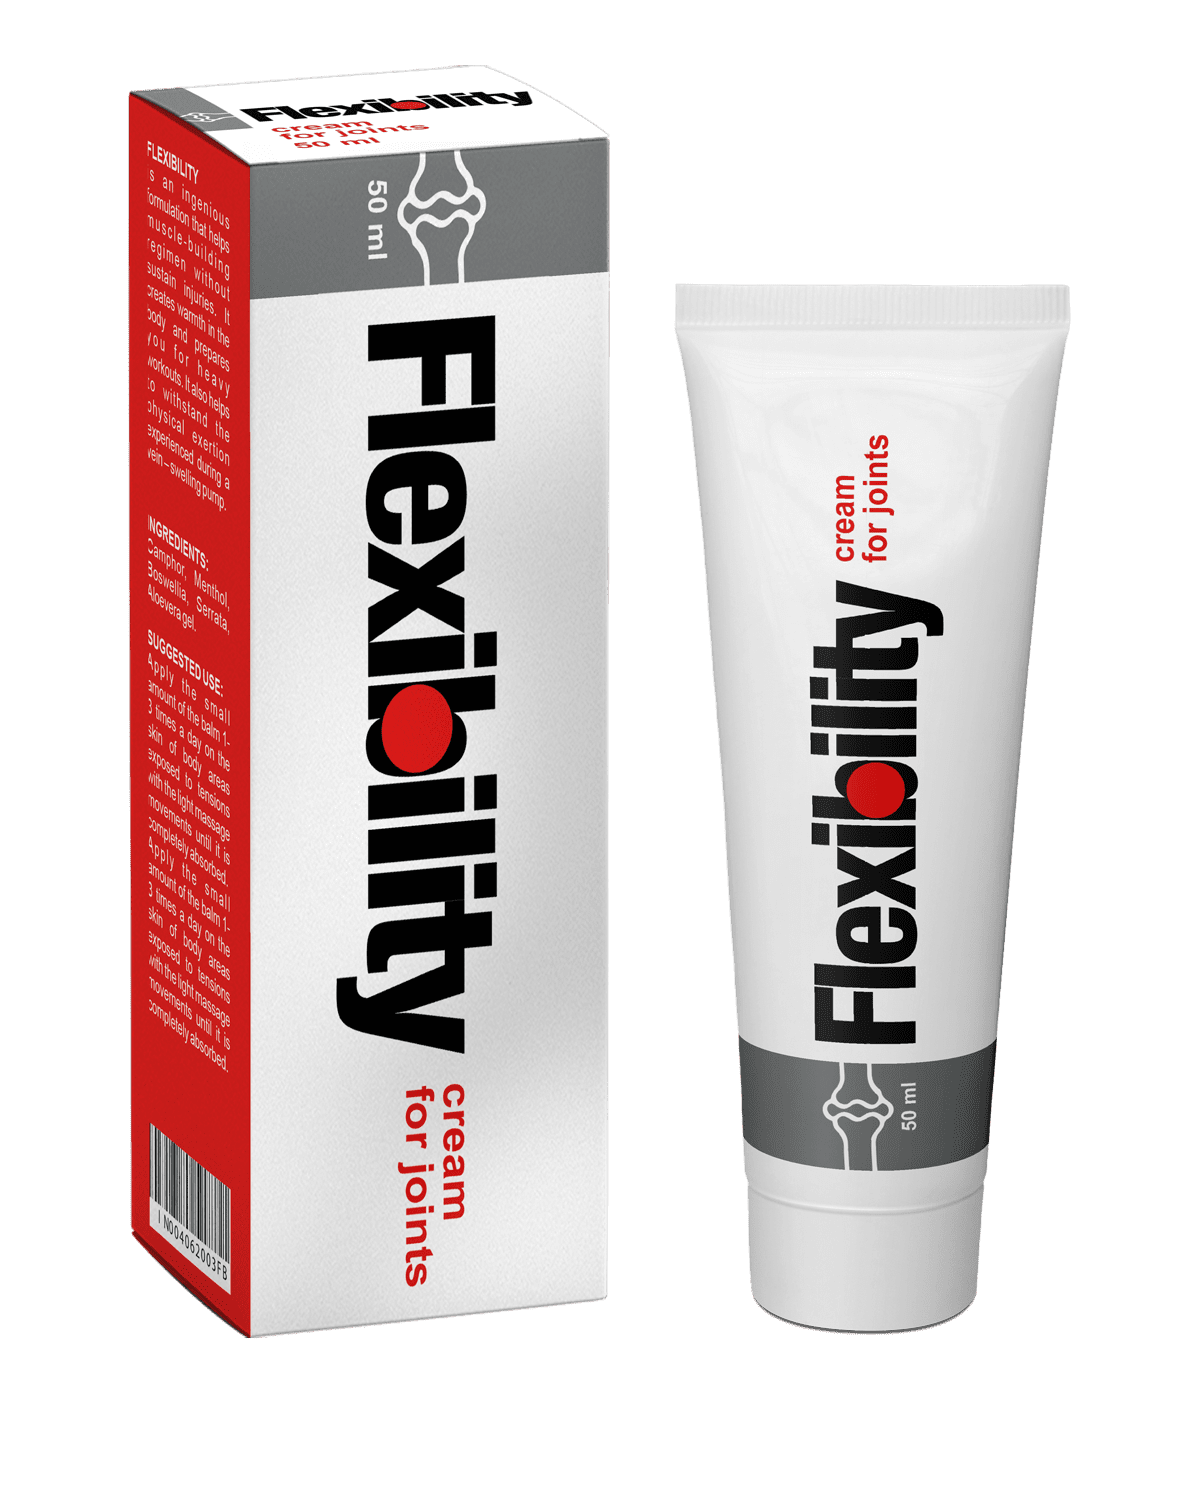 Flexibility
cream
for joints
50 ml
FLEXIBILITY
s an ingenious
formulation that helps
muscle-building
regimen without
sustain injuries. It
creates warmth in the
body and prepares
you for heavy
workouts. It also helps
to withstand the
physical exertion
experienced during a
vein – swelling pump.
INGREDIENTS:
Camphor, Menthol,
Boswellia, Serrata,
Aloevera gel.
SUGGESTED USE:
Apply the small
amount of the balm 1-
3 times a day on the
skin of body areas
exposed to tensions
with the light massage
movements until it is
completely absorbed.
Apply the small
amount of the balm 1-
3 times a day on the
skin of body areas
exposed to tensions
with the light massage
movements until it is
completely absorbed.
IN004062003FB
50 ml
Flexibility
cream
for joints
cream
for joints
Flexibility
50 ml